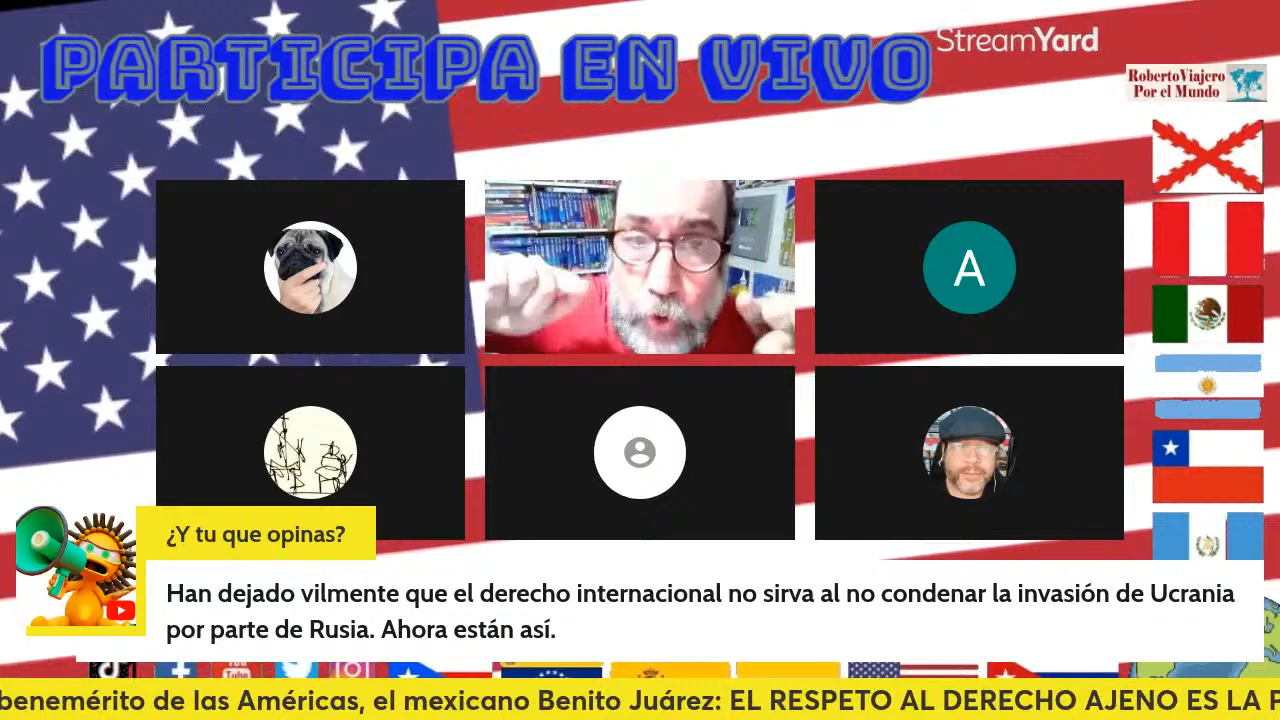 PARTICIPA EN VIVO
StreamYard
RobertoViajero
Por el Mundo
A
¿Y tu que opinas?
Han dejado vilmente que el derecho internacional no sirva al no condenar la invasión de Ucrania
por parte de Rusia. Ahora están así.
You
benemérito de las Américas, el mexicano Benito Juárez: EL RESPETO AL DERECHO AJENO ES LA P